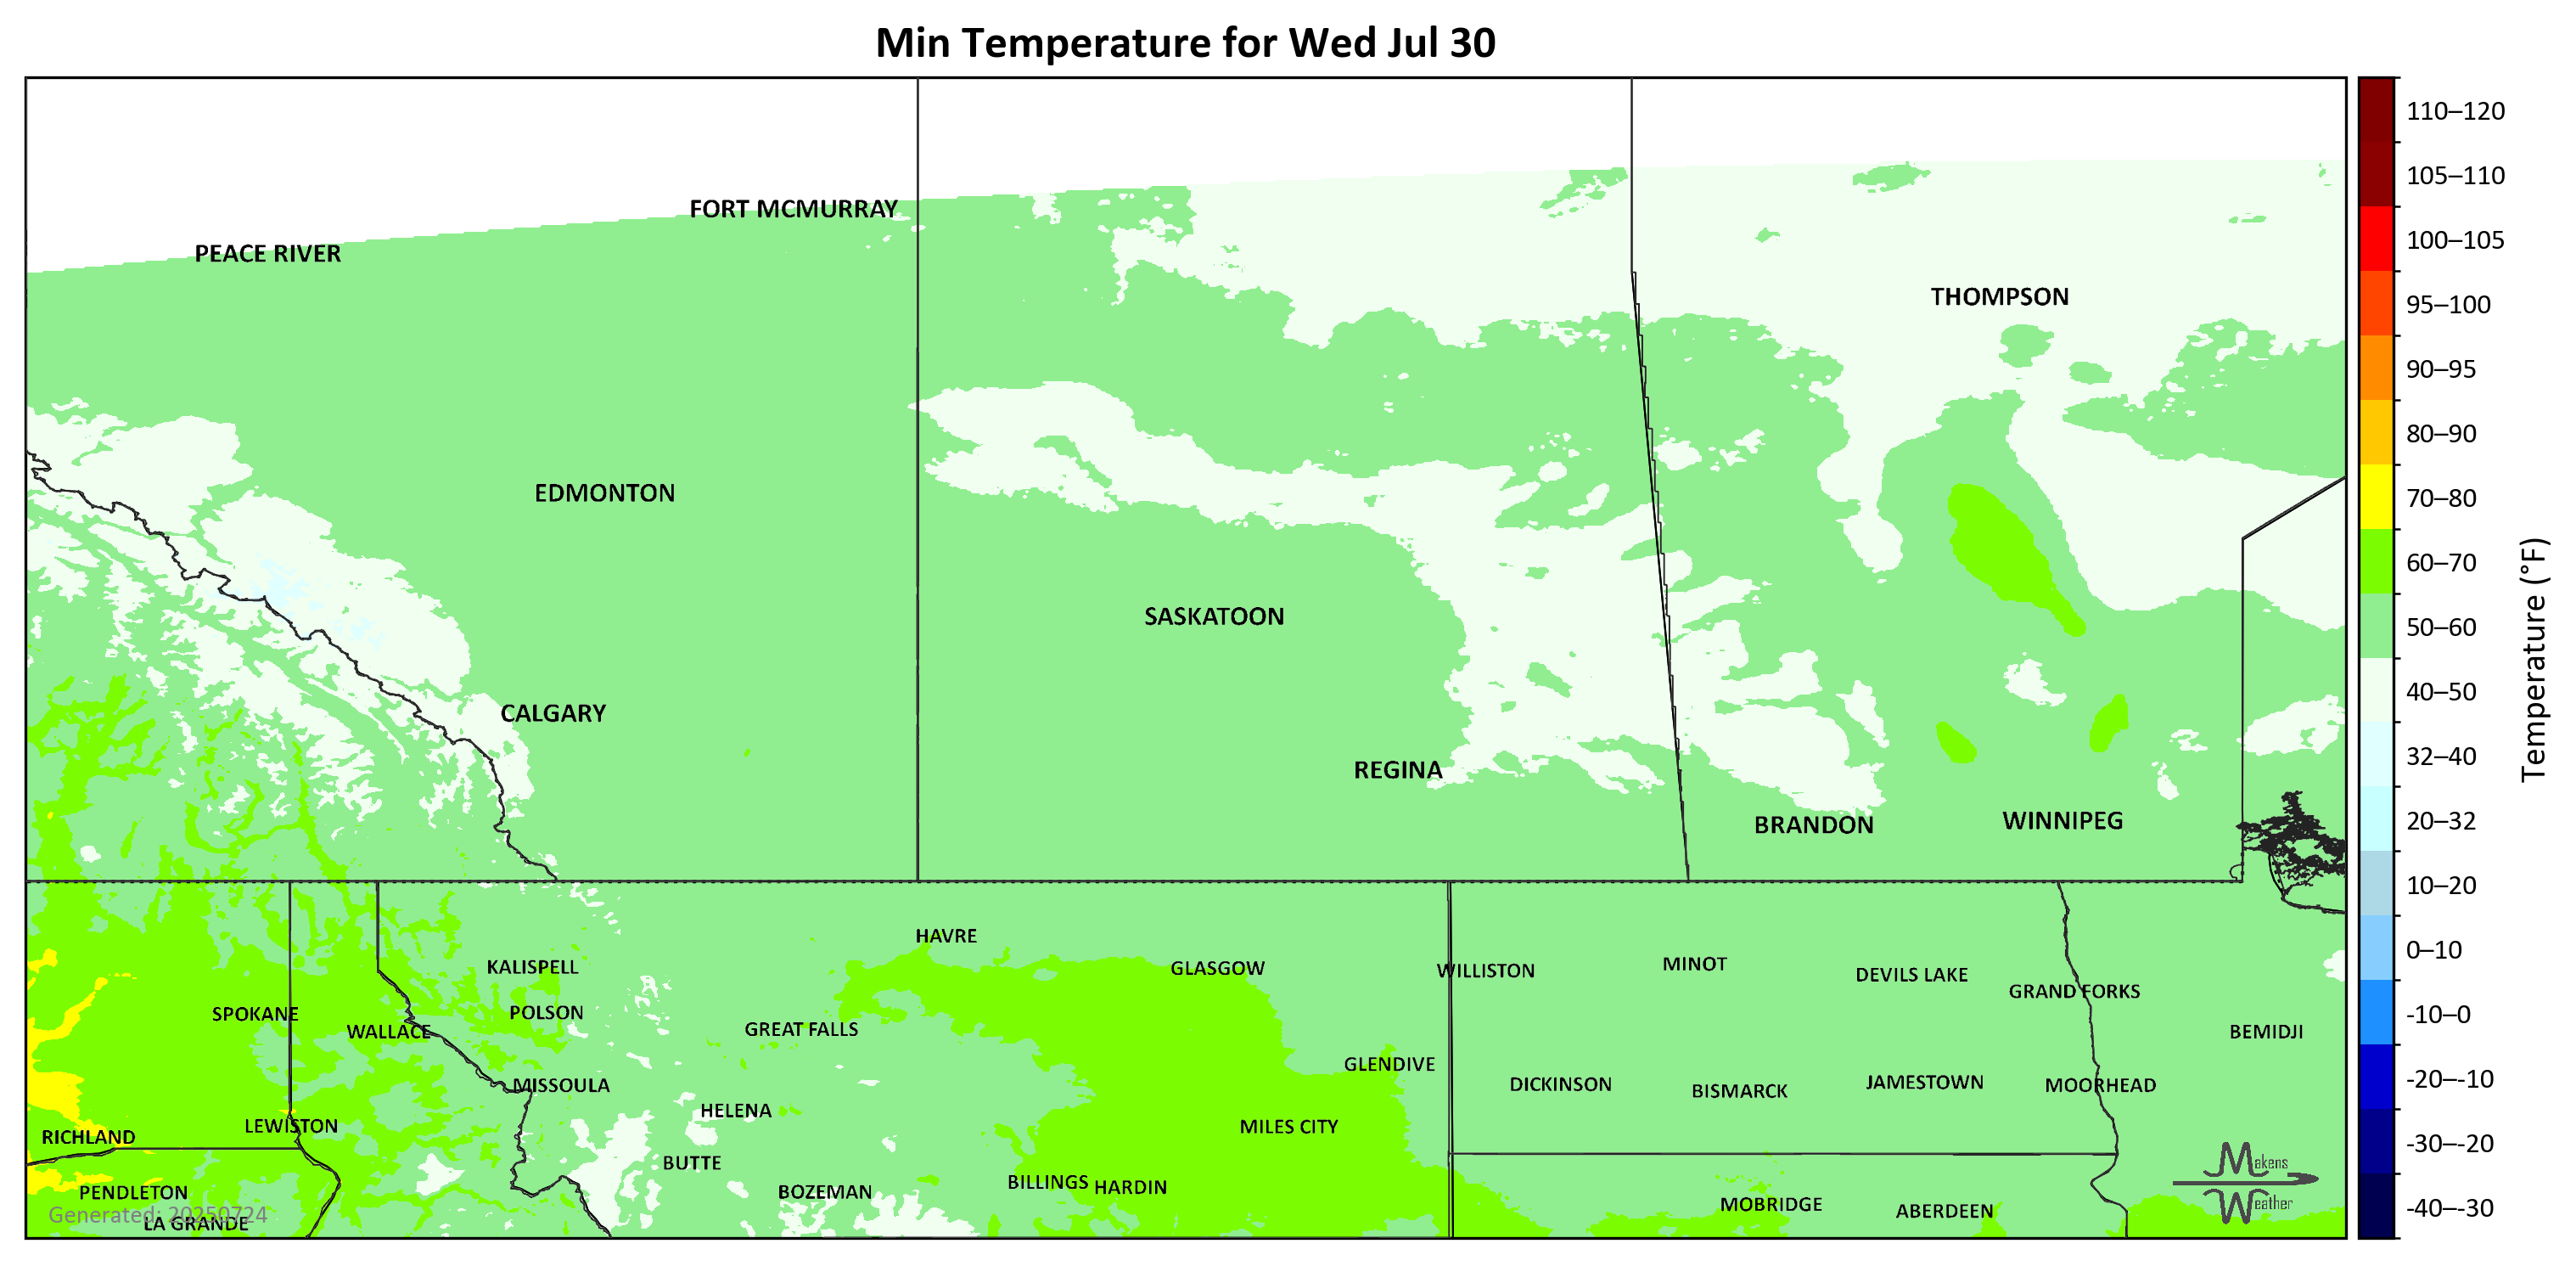 Min Temperature for Wed Jul 30
110–120
105–110
100–105
95–100
90–95
80–90
70–80
60–70
50–60
40–50
32–40
20–32
10–20
0–10
-10–0
-20–-10
-30–-20
-40–-30
Temperature (°F)
FORT MCMURRAY
PEACE RIVER
THOMPSON
EDMONTON
SASKATOON
CALGARY
REGINA
BRANDON
WINNIPEG
HAVRE
KALISPELL
GLASGOW
WILLISTON
MINOT
DEVILS LAKE
GRAND FORKS
SPOKANE
POLSON
WALLACE
GREAT FALLS
BEMIDJI
GLENDIVE
MISSOULA
DICKINSON
BISMARCK
JAMESTOWN
MOORHEAD
HELENA
LEWISTON
MILES CITY
RICHLAND
BUTTE
PENDLETON
BOZEMAN
BILLINGS
HARDIN
MOBRIDGE
ABERDEEN
LA GRANDE
Generated: 20250724
Makens
Weather